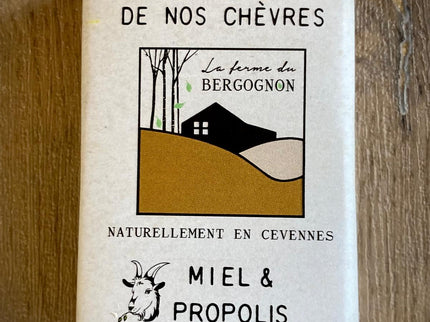 DE NOS CHÈVRES
La ferme du
BERGOGNON
NATURELLEMENT EN CEVENNES
MIEL &
PROPOLIS